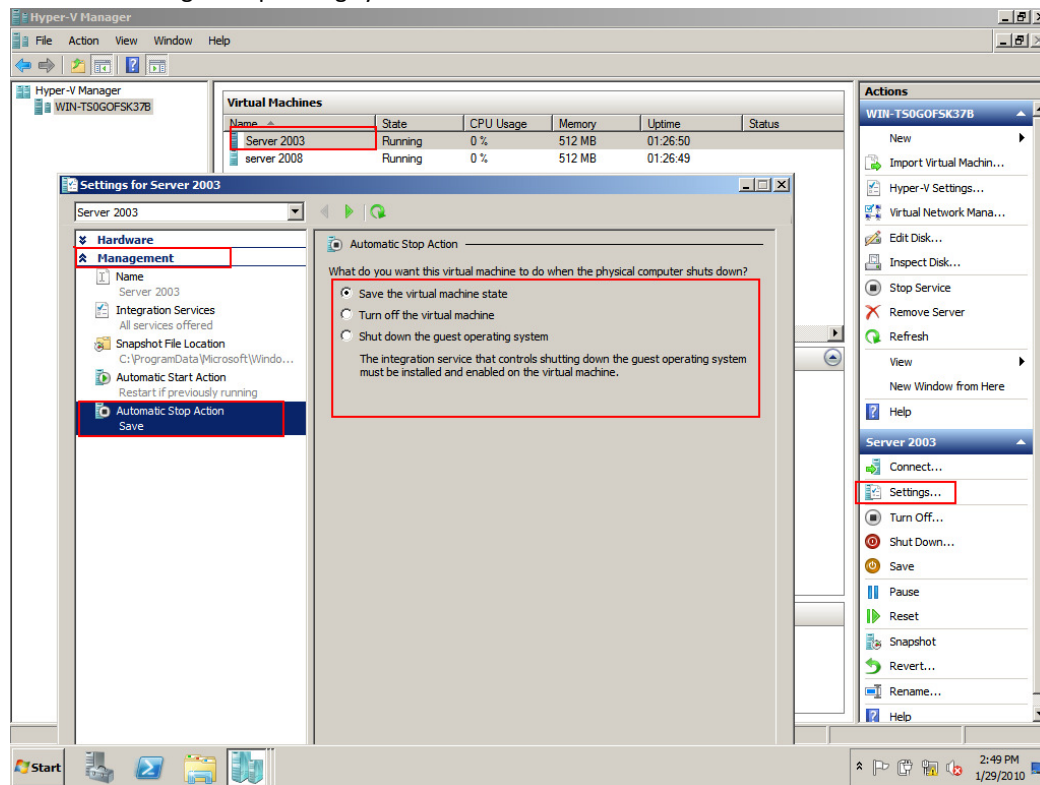 Hyper-V Manager
File Action View Window Help
Hyper-V Manager
WIN-TS0GOFSK37B
Virtual Machines
Name State CPU Usage Memory Uptime Status
Server 2003 Running 0 % 512 MB 01:26:50
server 2008 Running 0 % 512 MB 01:26:49
Settings for Server 2003
Server 2003
Hardware
Management
Name
Server 2003
Integration Services
All services offered
Snapshot File Location
C:\ProgramData\Microsoft\Windo...
Automatic Start Action
Restart if previously running
Automatic Stop Action
Save
Automatic Stop Action
What do you want this virtual machine to do when the physical computer shuts down?
Save the virtual machine state
Turn off the virtual machine
Shut down the guest operating system
The integration service that controls shutting down the guest operating system
must be installed and enabled on the virtual machine.
Actions
WIN-TS0GOFSK37B
New
Import Virtual Machin...
Hyper-V Settings...
Virtual Network Mana...
Edit Disk...
Inspect Disk...
Stop Service
Remove Server
Refresh
View
New Window from Here
Help
Server 2003
Connect...
Settings...
Turn Off...
Shut Down...
Save
Pause
Reset
Snapshot
Revert...
Rename...
Help
Start
2:49 PM
1/29/2010